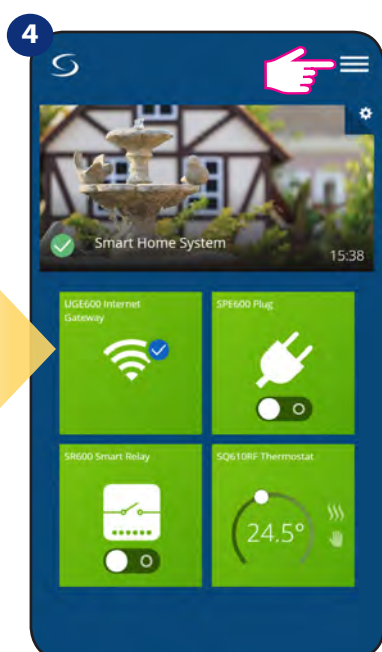 4
Smart Home System
15:38
UGE600 Internet
Gateway
SPE600 Plug
SR600 Smart Relay
SQ610RF Thermostat
24.5°